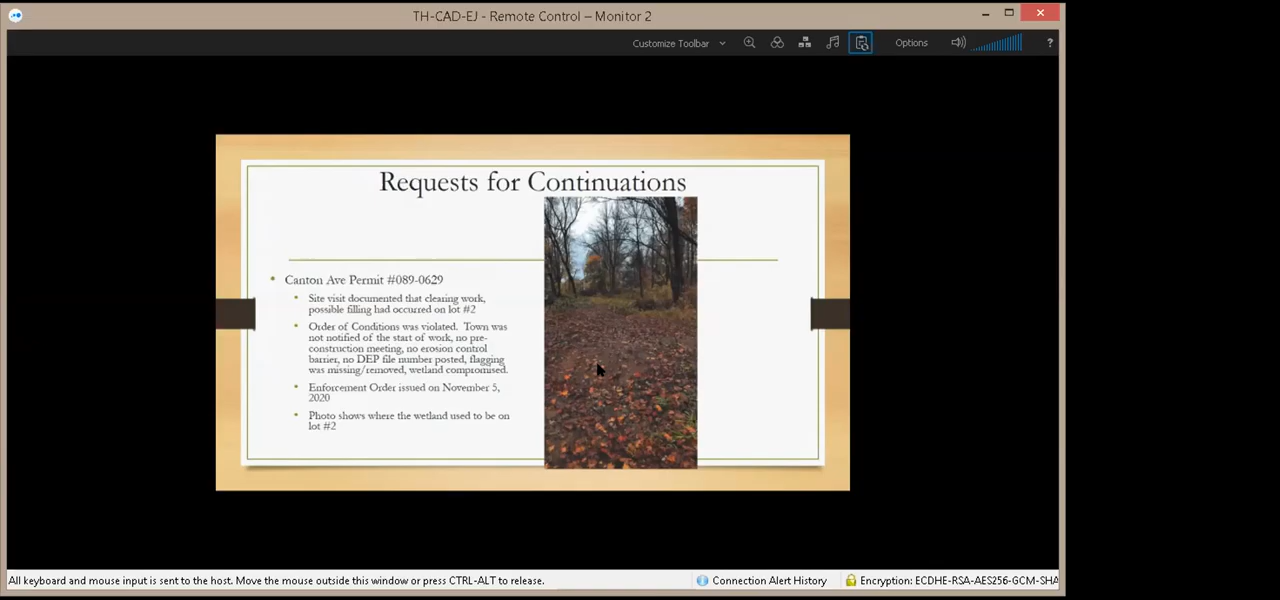 TH-CAD-EJ - Remote Control – Monitor 2
Customize Toolbar
Options
?
Requests for Continuations
• Canton Ave Permit #089-0629
• Site visit documented that clearing work,
possible filling had occurred on lot #2
• Order of Conditions was violated. Town was
not notified of the start of work, no pre-
construction meeting, no erosion control
barrier, no DEP file number posted, flagging
was missing/removed, wetland compromised.
• Enforcement Order issued on November 5,
2020
• Photo shows where the wetland used to be on
lot #2
All keyboard and mouse input is sent to the host. Move the mouse outside this window or press CTRL-ALT to release.
Connection Alert History
Encryption: ECDHE-RSA-AES256-GCM-SHA